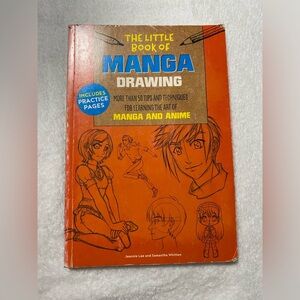 THE LITTLE
BOOK OF
MANGA
DRAWING
INCLUDES
PRACTICE
PAGES
MORE THAN 50 TIPS AND TECHNIQUES
FOR LEARNING THE ART OF
MANGA AND ANIME
Jeannie Lee and Samantha Whitten